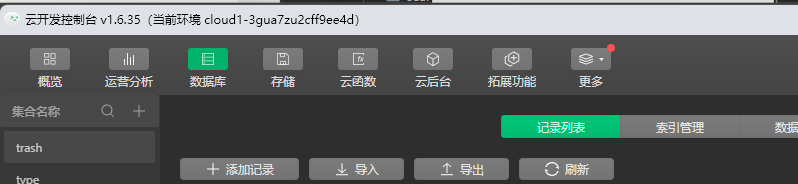 云开发控制台 v1.6.35（当前环境 cloud1-3gua7zu2cff9ee4d）
概览 运营分析 数据库 存储 云函数 云后台 拓展功能 更多
集合名称
记录列表 索引管理 数据
trash
添加记录 导入 导出 刷新
type